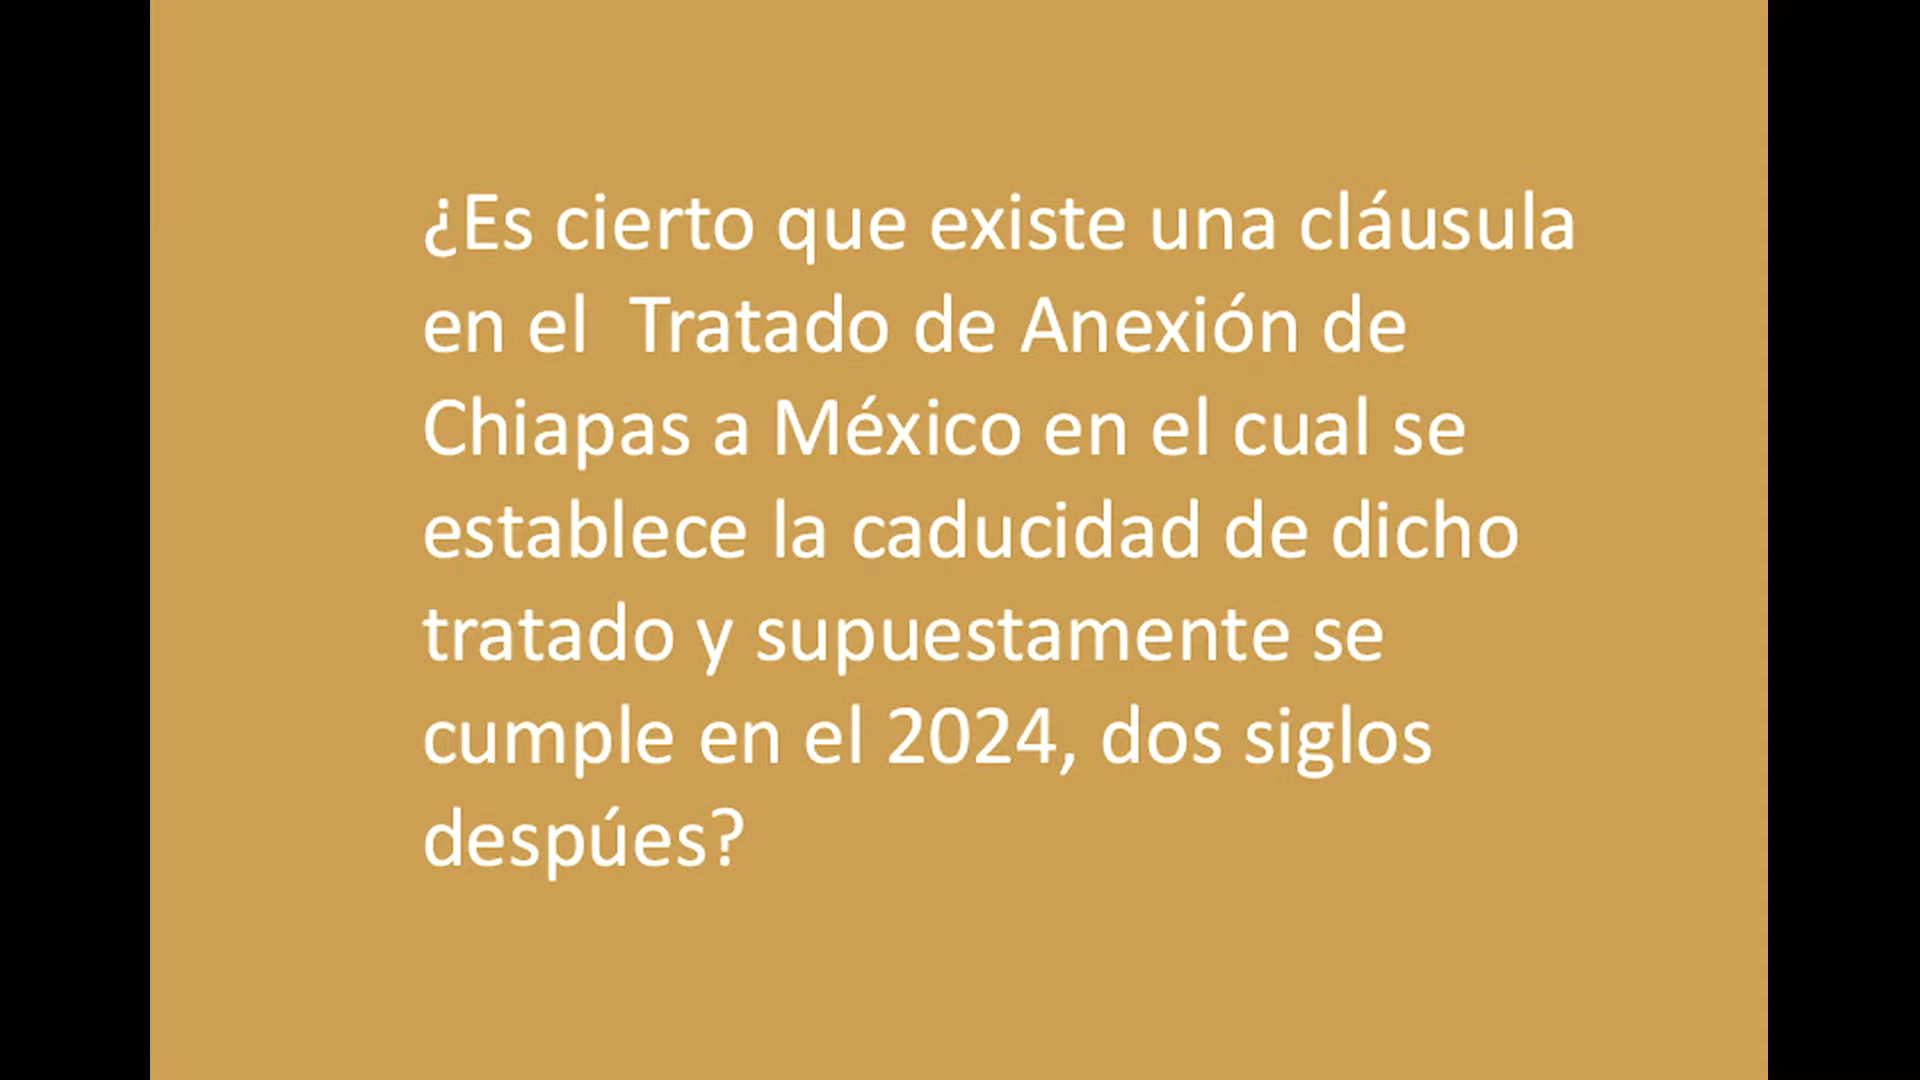 ¿Es cierto que existe una cláusula
en el  Tratado de Anexión de
Chiapas a México en el cual se
establece la caducidad de dicho
tratado y supuestamente se
cumple en el 2024, dos siglos
despúes?